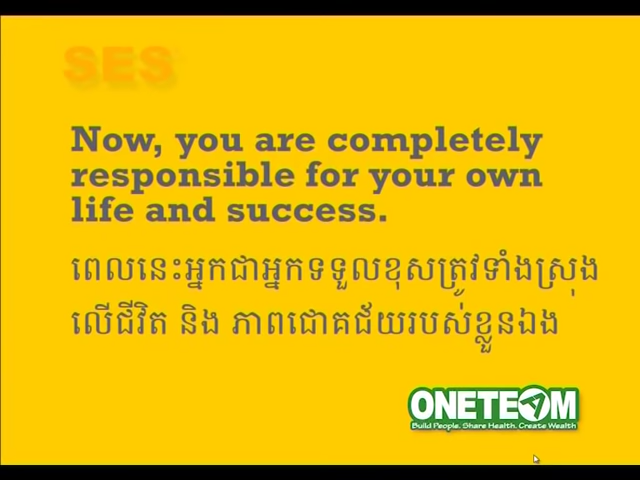 SES
Now, you are completely
responsible for your own
life and success.
ពេលនេះអ្នកជាអ្នកទទួលខុសត្រូវទាំងស្រុង
លើជីវិត និង ភាពជោគជ័យរបស់ខ្លួនឯង
ONETEAM
Build People. Share Health. Create Wealth